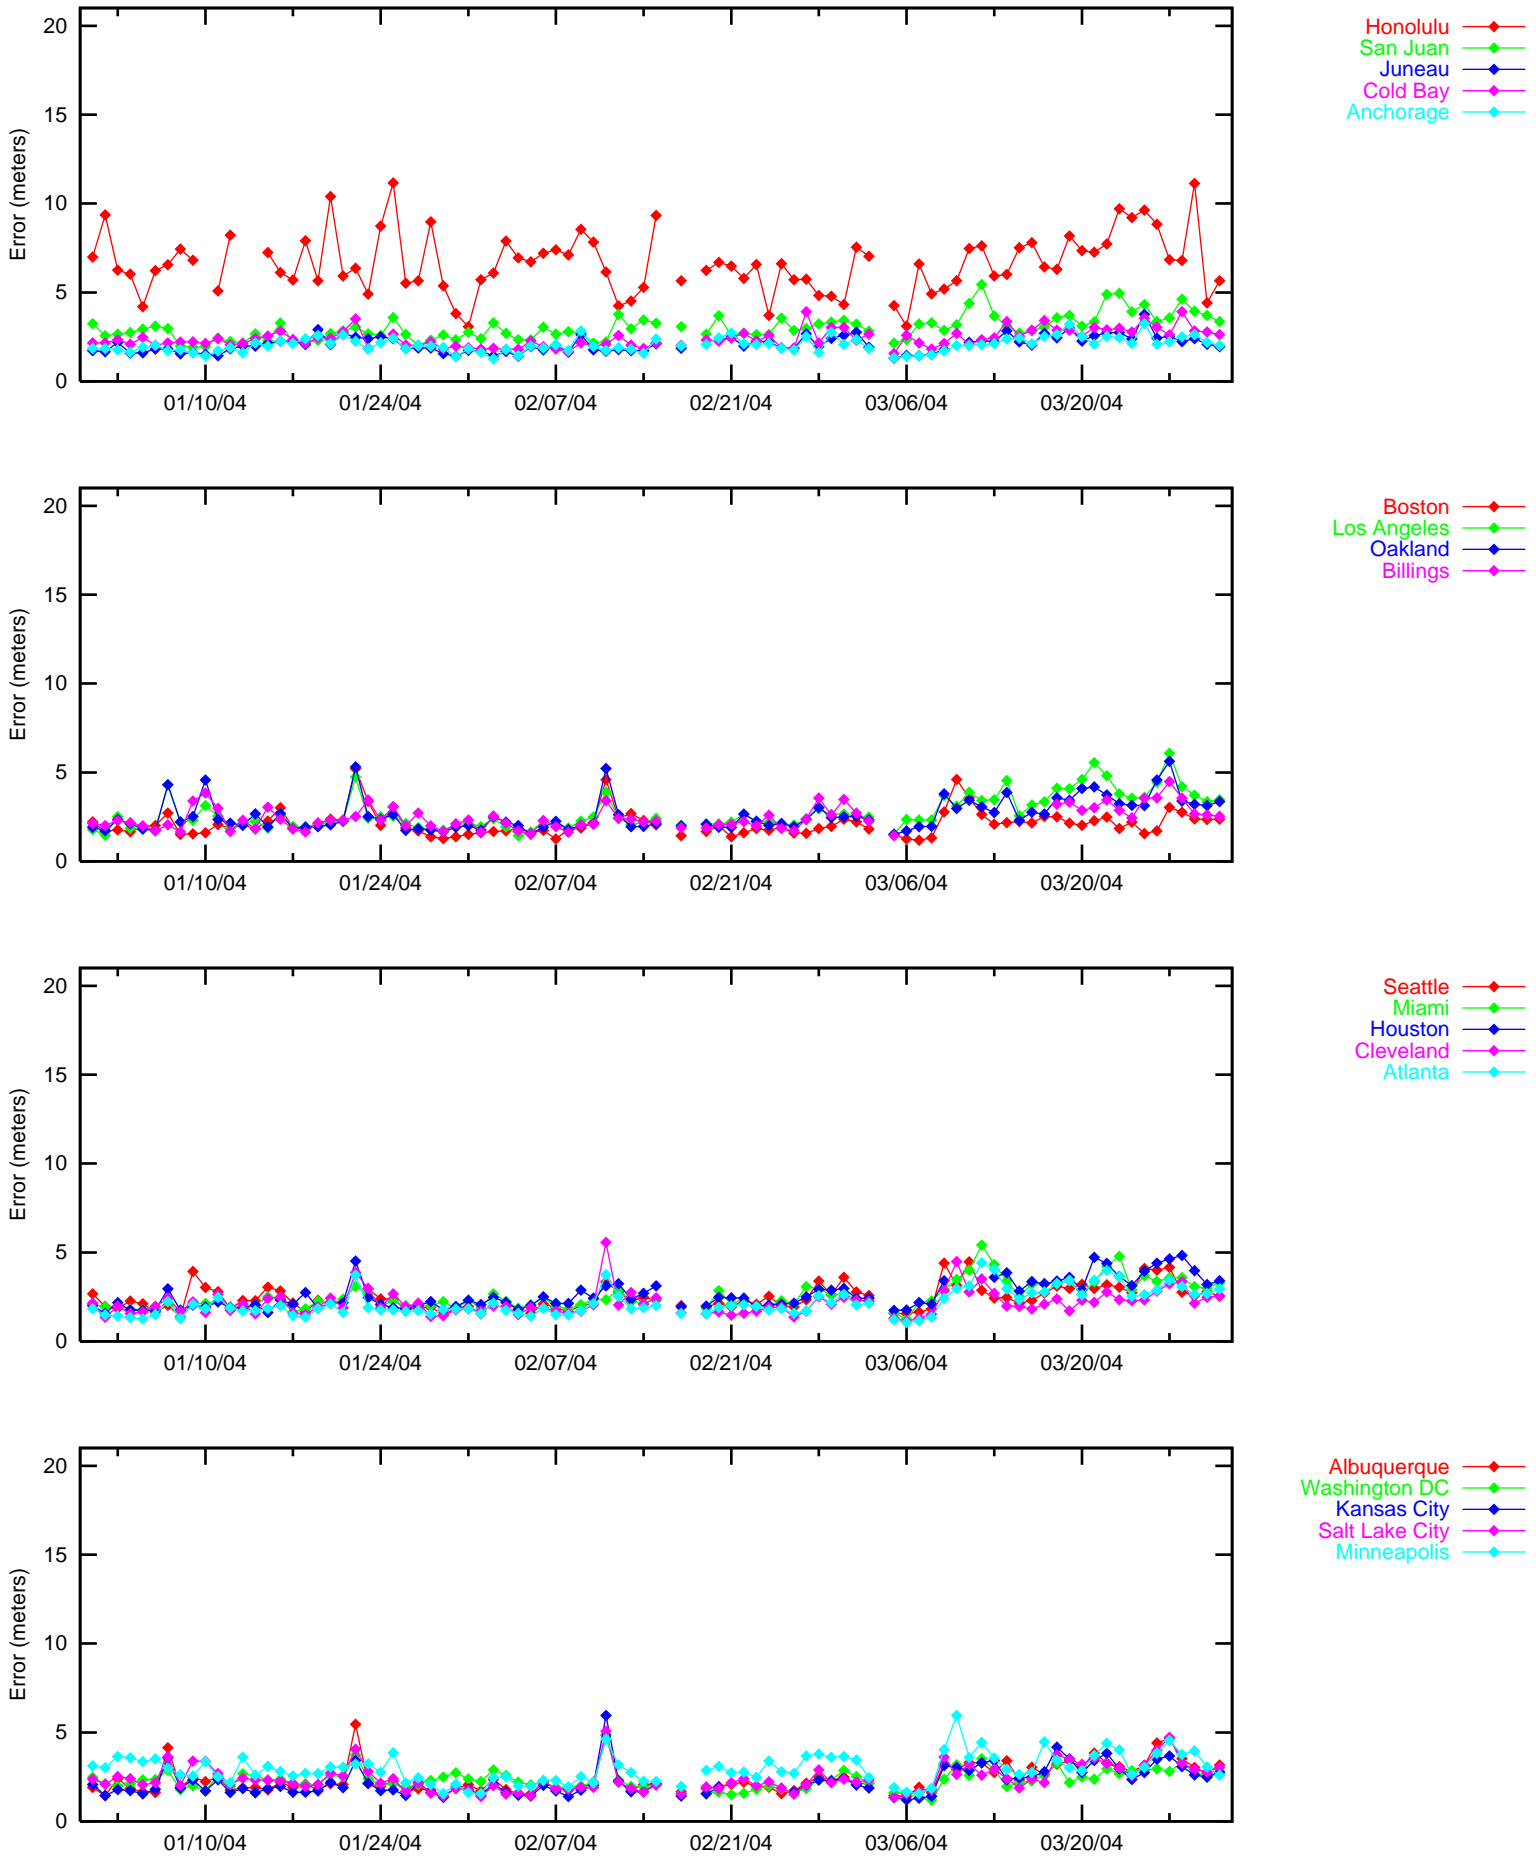 20
15
10
5
0
Error (meters)
01/10/04 01/24/04 02/07/04 02/21/04 03/06/04 03/20/04
Honolulu
San Juan
Juneau
Cold Bay
Anchorage
20
15
10
5
0
Error (meters)
01/10/04 01/24/04 02/07/04 02/21/04 03/06/04 03/20/04
Boston
Los Angeles
Oakland
Billings
20
15
10
5
0
Error (meters)
01/10/04 01/24/04 02/07/04 02/21/04 03/06/04 03/20/04
Seattle
Miami
Houston
Cleveland
Atlanta
20
15
10
5
0
Error (meters)
01/10/04 01/24/04 02/07/04 02/21/04 03/06/04 03/20/04
Albuquerque
Washington DC
Kansas City
Salt Lake City
Minneapolis